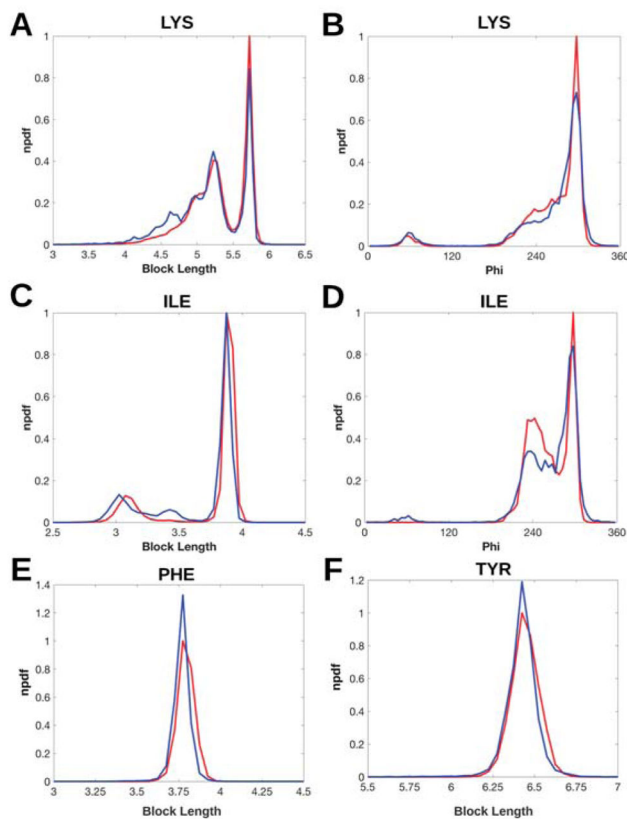 A LYS
npdf
1
0.8
0.6
0.4
0.2
0
3 3.5 4 4.5 5 5.5 6 6.5
Block Length
B LYS
npdf
1
0.8
0.6
0.4
0.2
0
0 120 240 360
Phi
C ILE
npdf
1
0.8
0.6
0.4
0.2
0
2.5 3 3.5 4 4.5
Block Length
D ILE
npdf
1
0.8
0.6
0.4
0.2
0
0 120 240 360
Phi
E PHE
npdf
1.4
1.2
1
0.8
0.6
0.4
0.2
0
3 3.25 3.5 3.75 4 4.25 4.5
Block Length
F TYR
npdf
1.2
1
0.8
0.6
0.4
0.2
0
5.5 5.75 6 6.25 6.5 6.75 7
Block Length